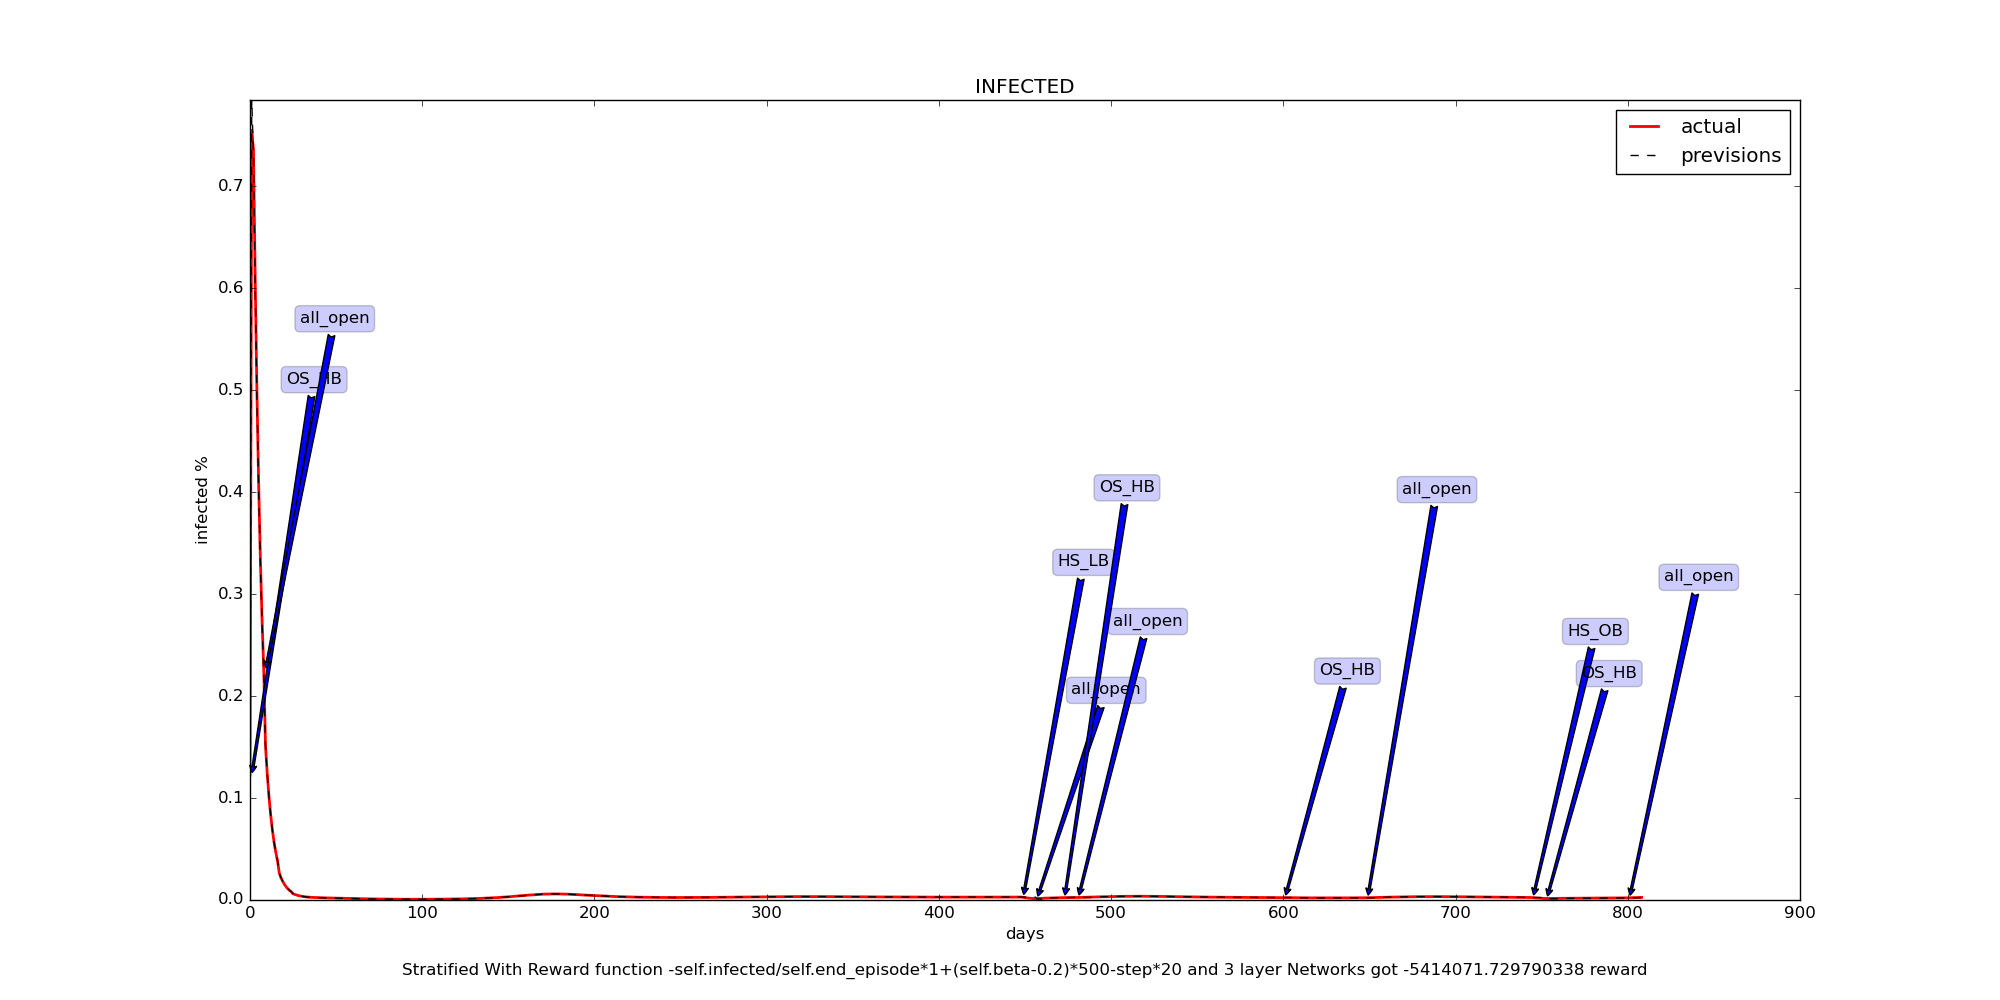 INFECTED
actual
previsions
0.7
0.6
0.5
0.4
0.3
0.2
0.1
0.0
infected %
all_open
OS_HB
OS_HB
HS_LB
all_open
all_open
OS_HB
all_open
HS_OB
OS_HB
all_open
0 100 200 300 400 500 600 700 800 900
days
Stratified With Reward function -self.infected/self.end_episode*1+(self.beta-0.2)*500-step*20 and 3 layer Networks got -5414071.729790338 reward